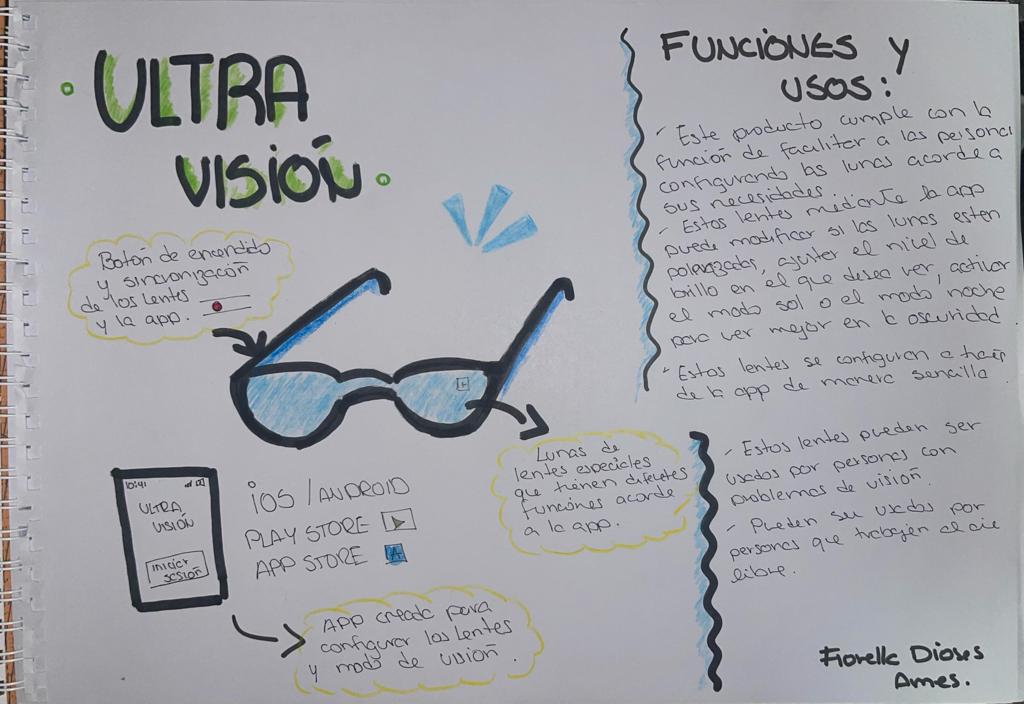 ULTRA
VISIÓN
Botón de encendido
y sincronización
de los lentes
y la app.
Lunas de
lentes especiales
que tienen diferentes
funciones acorde
a la app.
10:41
ULTRA
VISIÓN
INICIAR
SESIÓN
iOS / ANDROID
PLAY STORE
APP STORE
A
APP creada para
configurar los lentes
y modo de visión.
FUNCIONES Y
USOS:
- Este producto cumple con la
función de facilitar a las personas
configurando las lunas acorde a
sus necesidades.
- Estos lentes mediante la app
puede modificar si las lunas esten
polarizadas, ajustar el nivel de
brillo en el que desea ver, activar
el modo sol o el modo noche
para ver mejor en la oscuridad
- Estos lentes se configuran a
de la app de manera sencilla
- Estos lentes pueden ser
usados por personas con
problemas de visión.
- Pueden ser usados por
personas que trabajen al aire
libre.
Fiorella Dioses
Ames.